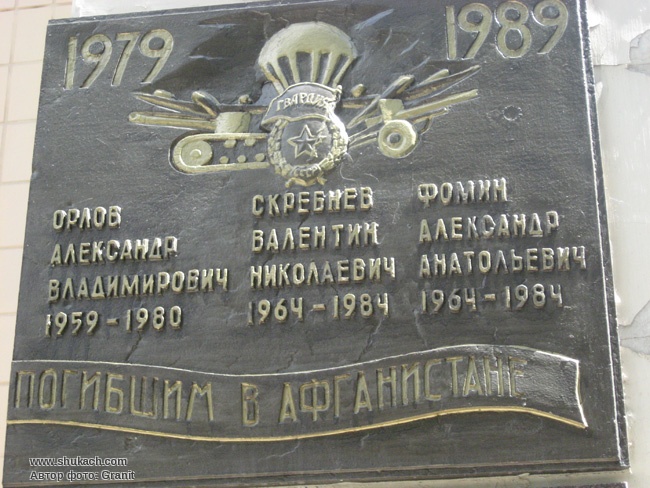 1979
1989
ГВАРДИЯ
СССР
ОРЛОВ
АЛЕКСАНДР
ВЛАДИМИРОВИЧ
1959-1980
СКРЕБНЕВ
ВАЛЕНТИН
НИКОЛАЕВИЧ
1964-1984
ФОМИН
АЛЕКСАНДР
АНАТОЛЬЕВИЧ
1964-1984
ПОГИБШИМ В АФГАНИСТАНЕ
www.shukach.com
Автор фото: Granit